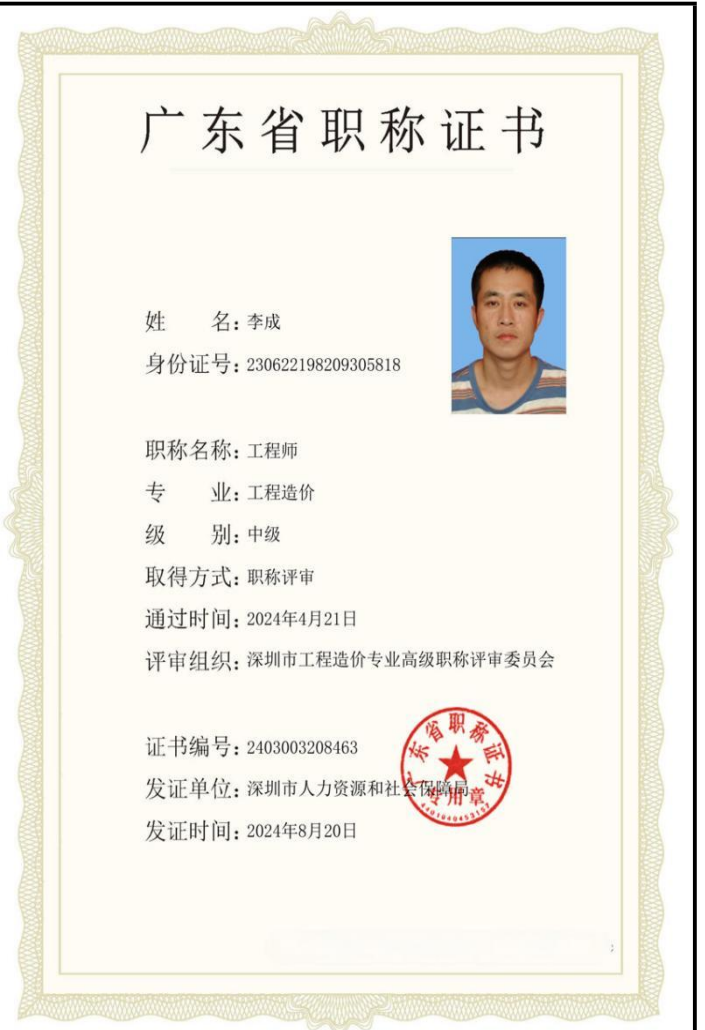 广东省职称证书
姓 名：李成
身份证号：230622198209305818
职称名称：工程师
专 业：工程造价
级 别：中级
取得方式：职称评审
通过时间：2024年4月21日
评审组织：深圳市工程造价专业高级职称评审委员会
证书编号：2403003208463
发证单位：深圳市人力资源和社会保障局
发证时间：2024年8月20日
广东省职称证书
专用章